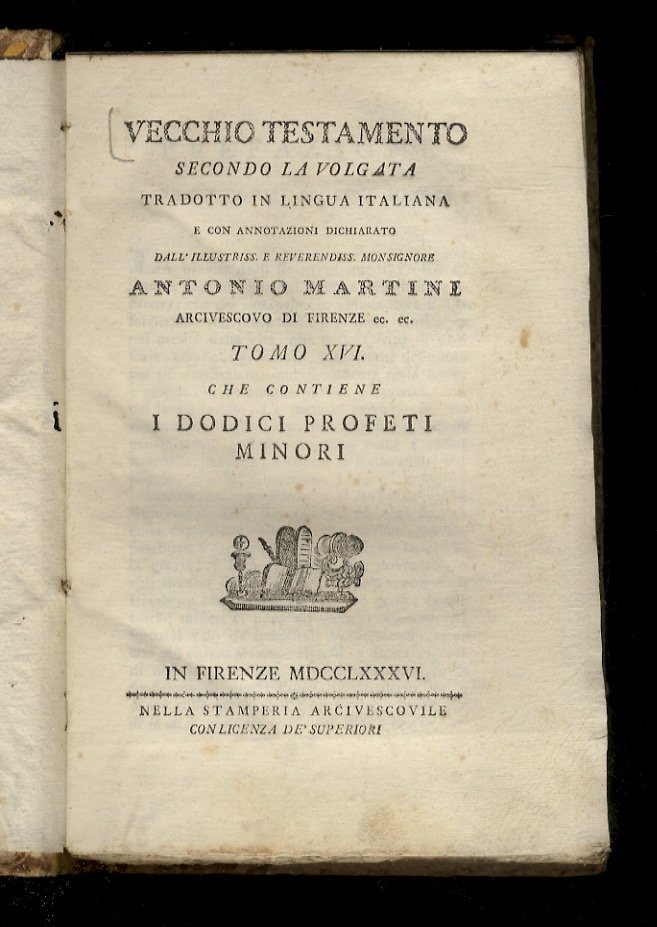 VECCHIO TESTAMENTO
SECONDO LA VOLGATA
TRADOTTO IN LINGUA ITALIANA
E CON ANNOTAZIONI DICHIARATO
DALL' ILLUSTRISS. E REVERENDISS. MONSIGNORE
ANTONIO MARTINI
ARCIVESCOVO DI FIRENZE ec. ec.
TOMO XVI.
CHE CONTIENE
I DODICI PROFETI
MINORI
IN FIRENZE MDCCLXXXVI.
NELLA STAMPERIA ARCIVESCOVILE
CON LICENZA DE' SUPERIORI